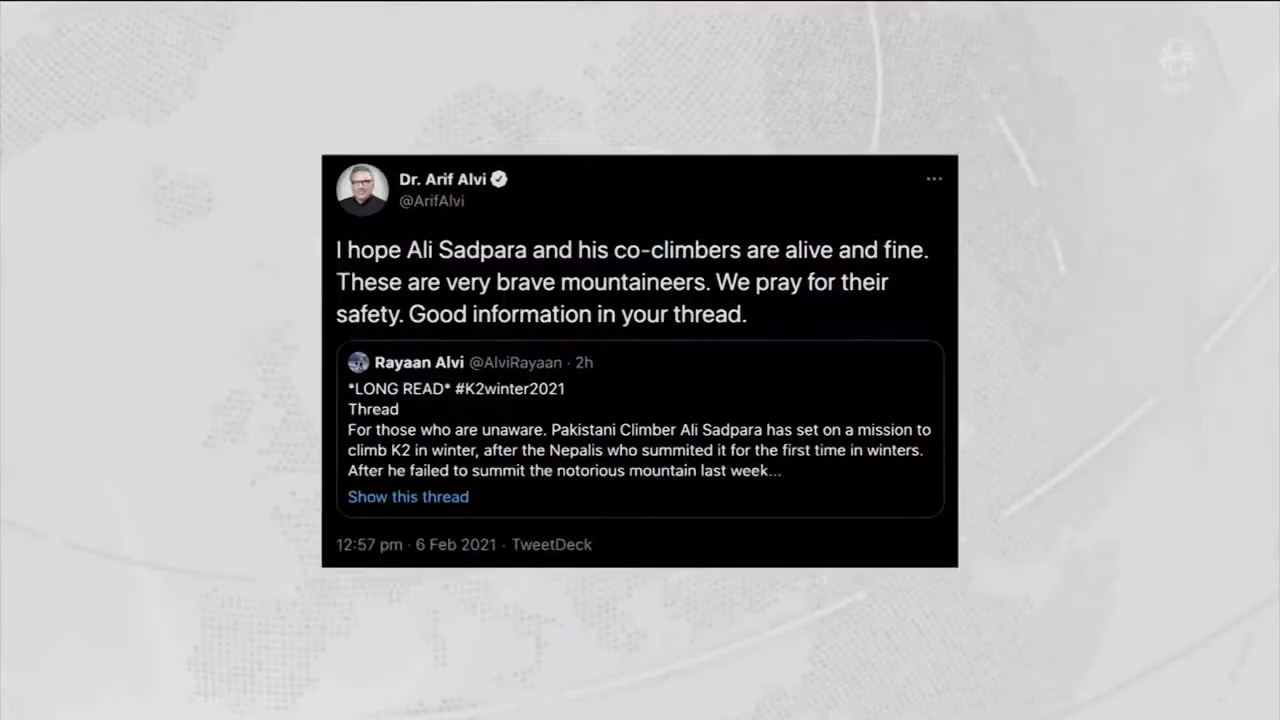 Dr. Arif Alvi
@ArifAlvi
I hope Ali Sadpara and his co-climbers are alive and fine.
These are very brave mountaineers. We pray for their
safety. Good information in your thread.
Rayaan Alvi @AlviRayaan · 2h
*LONG READ* #K2winter2021
Thread
For those who are unaware. Pakistani Climber Ali Sadpara has set on a mission to
climb K2 in winter, after the Nepalis who summited it for the first time in winters.
After he failed to summit the notorious mountain last week...
Show this thread
12:57 pm · 6 Feb 2021 · TweetDeck